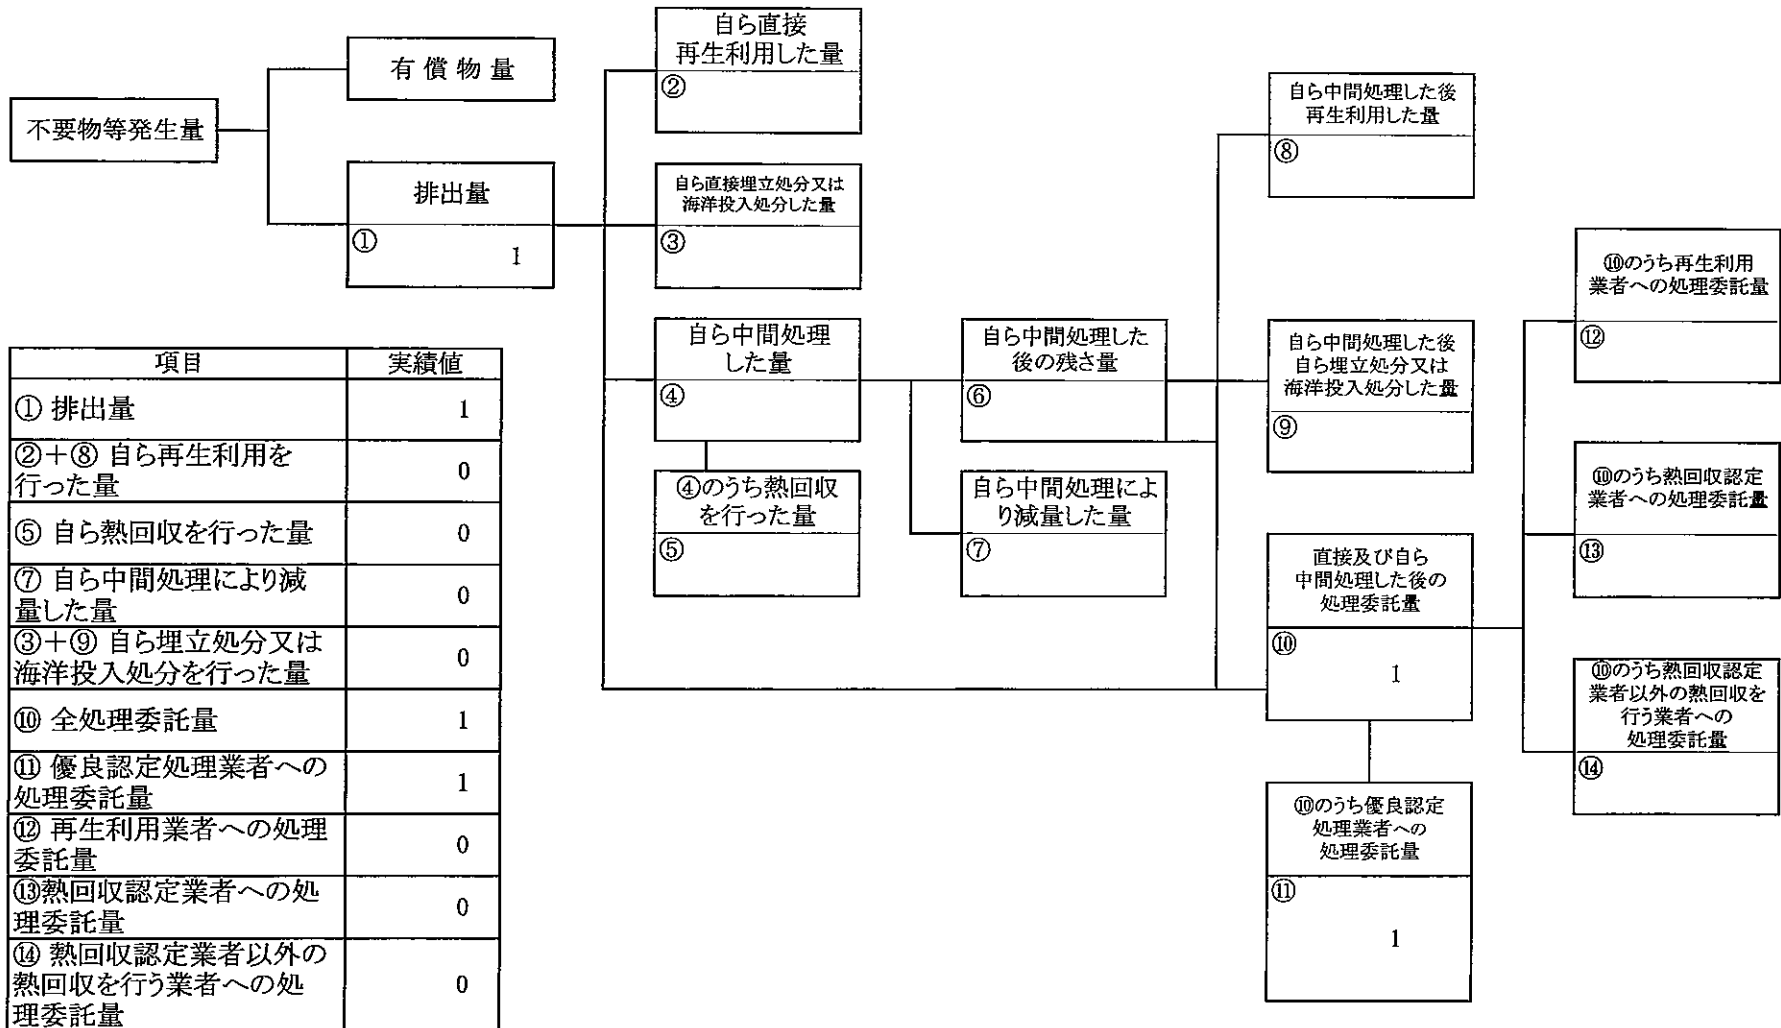 不要物等発生量
有償物量
排出量
①
1
自ら直接
再生利用した量
②
自ら直接埋立処分又は
海洋投入処分した量
③
自ら中間処理
した量
④
④のうち熱回収
を行った量
⑤
自ら中間処理した
後の残さ量
⑥
自ら中間処理によ
り減量した量
⑦
自ら中間処理した後
再生利用した量
⑧
自ら中間処理した後
自ら埋立処分又は
海洋投入処分した量
⑨
直接及び自ら
中間処理した後の
処理委託量
⑩
1
⑩のうち優良認定
処理業者への
処理委託量
⑪
1
⑩のうち再生利用
業者への処理委託量
⑫
⑩のうち熱回収認定
業者への処理委託量
⑬
⑩のうち熱回収認定
業者以外の熱回収を
行う業者への
処理委託量
⑭
項目 実績値
① 排出量 1
②+⑧ 自ら再生利用を
行った量 0
⑤ 自ら熱回収を行った量 0
⑦ 自ら中間処理により減
量した量 0
③+⑨ 自ら埋立処分又は
海洋投入処分を行った量 0
⑩ 全処理委託量 1
⑪ 優良認定処理業者への
処理委託量 1
⑫ 再生利用業者への処理
委託量 0
⑬熱回収認定業者への処
理委託量 0
⑭ 熱回収認定業者以外の
熱回収を行う業者への処
理委託量 0